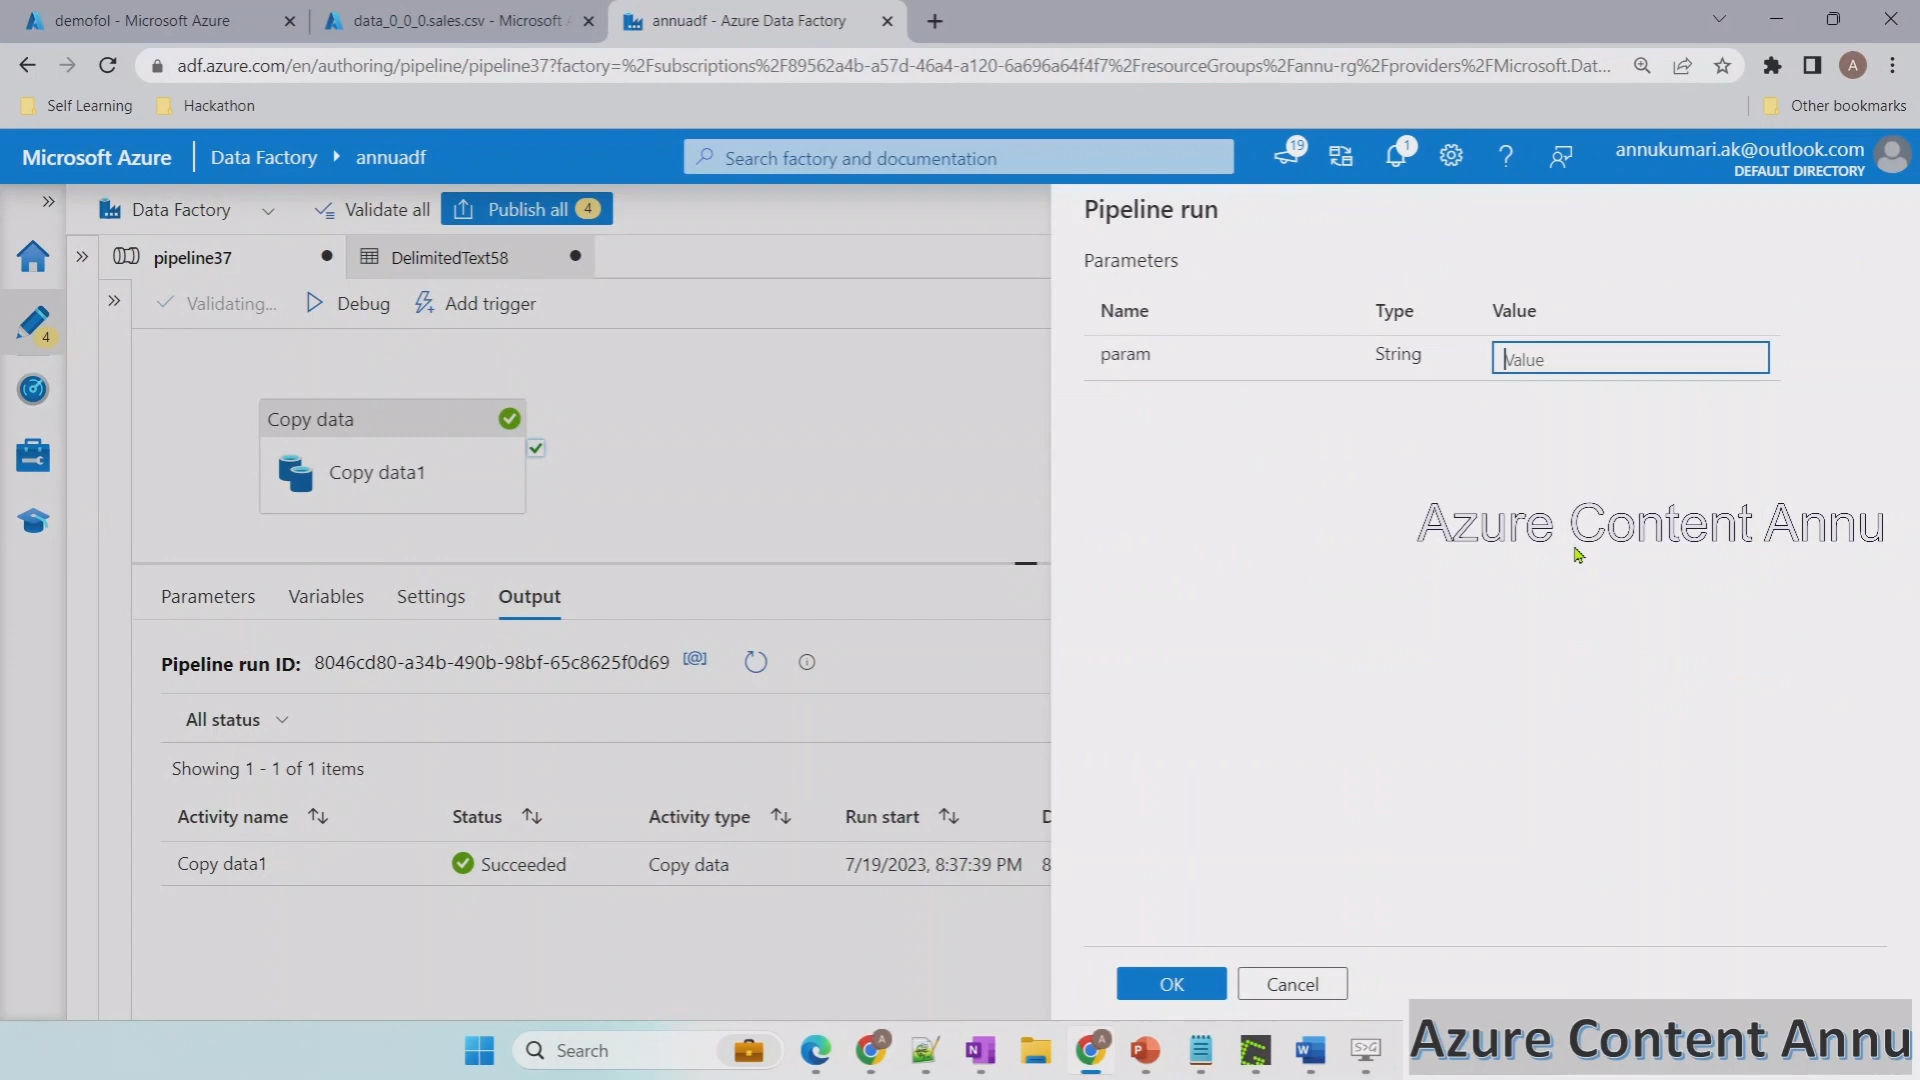 demofol - Microsoft Azure
data_0_0_0.sales.csv - Microsoft A
annuadf - Azure Data Factory
adf.azure.com/en/authoring/pipeline/pipeline37?factory=%2Fsubscriptions%2F89562a4b-a57d-46a4-a120-6a696a64f4f7%2FresourceGroups%2Fannu-rg%2Fproviders%2FMicrosoft.Dat...
A
Self Learning
Hackathon
Other bookmarks
Microsoft Azure
Data Factory
annuadf
Search factory and documentation
19
1
annukumari.ak@outlook.com
DEFAULT DIRECTORY
Data Factory
Validate all
Publish all 4
pipeline37
DelimitedText58
4
Validating...
Debug
Add trigger
Copy data
Copy data1
Parameters
Variables
Settings
Output
Pipeline run ID: 8046cd80-a34b-490b-98bf-65c8625f0d69
All status
Showing 1 - 1 of 1 items
Activity name
Status
Activity type
Run start
D
Copy data1
Succeeded
Copy data
7/19/2023, 8:37:39 PM
8
Pipeline run
Parameters
Name
Type
Value
param
String
Value
Azure Content Annu
OK
Cancel
Search
Azure Content Annu